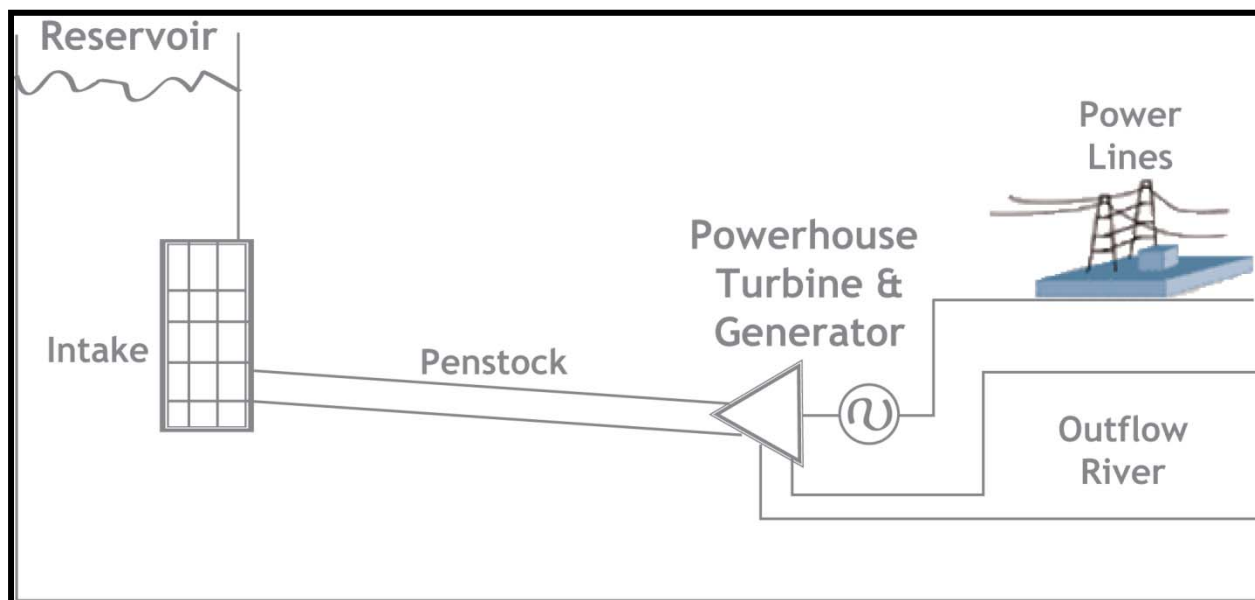 Reservoir
Power
Lines
Powerhouse
Turbine &
Generator
Intake
Penstock
Outflow
River